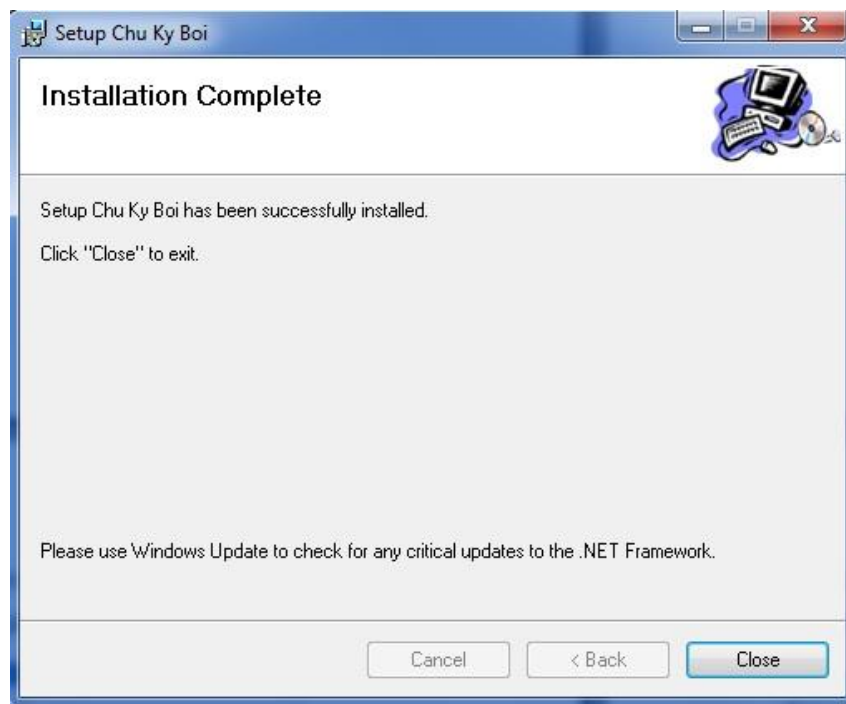 Setup Chu Ky Boi
Installation Complete
Setup Chu Ky Boi has been successfully installed.
Click "Close" to exit.
Please use Windows Update to check for any critical updates to the .NET Framework.
Cancel
< Back
Close